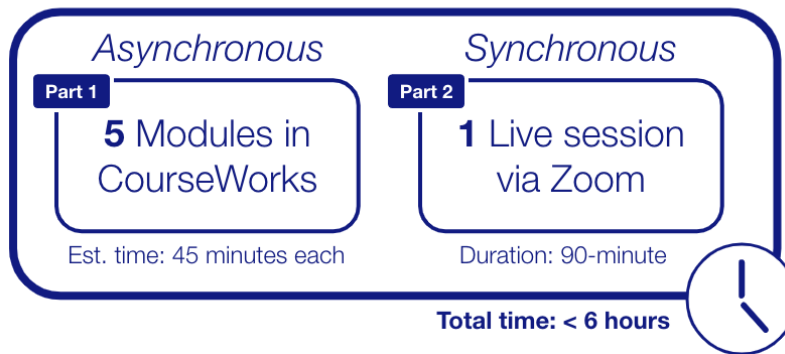 Asynchronous
Part 1
5 Modules in
CourseWorks
Est. time: 45 minutes each
Synchronous
Part 2
1 Live session
via Zoom
Duration: 90-minute
Total time: < 6 hours